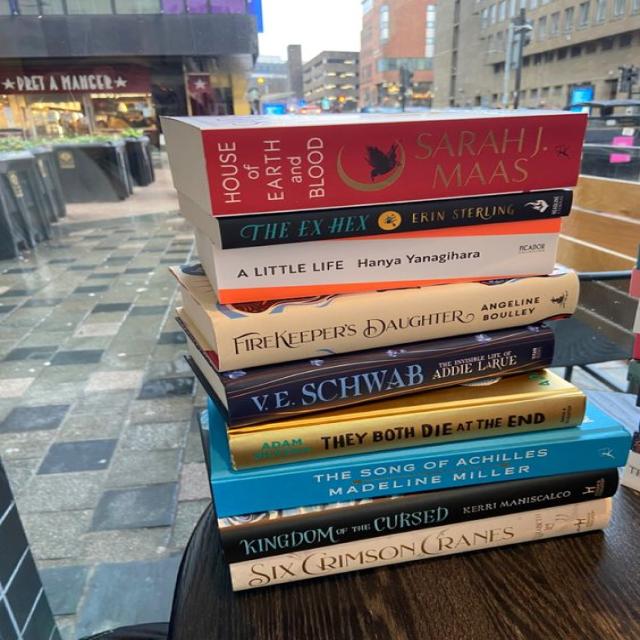 PRET A MANGER
HOUSE
of
EARTH
and
BLOOD
SARAH J.
MAAS
THE EX HEX ERIN STERLING
A LITTLE LIFE Hanya Yanagihara
PICADOR
FIREKEEPER'S DAUGHTER ANGELINE
BOULLEY
V.E. SCHWAB THE INVISIBLE LIFE OF
ADDIE LARUE
ADAM
THEY BOTH DIE AT THE END
THE SONG OF ACHILLES
MADELINE MILLER
KINGDOM OF THE CURSED KERRI MANISCALCO
SIX CRIMSON CRANES